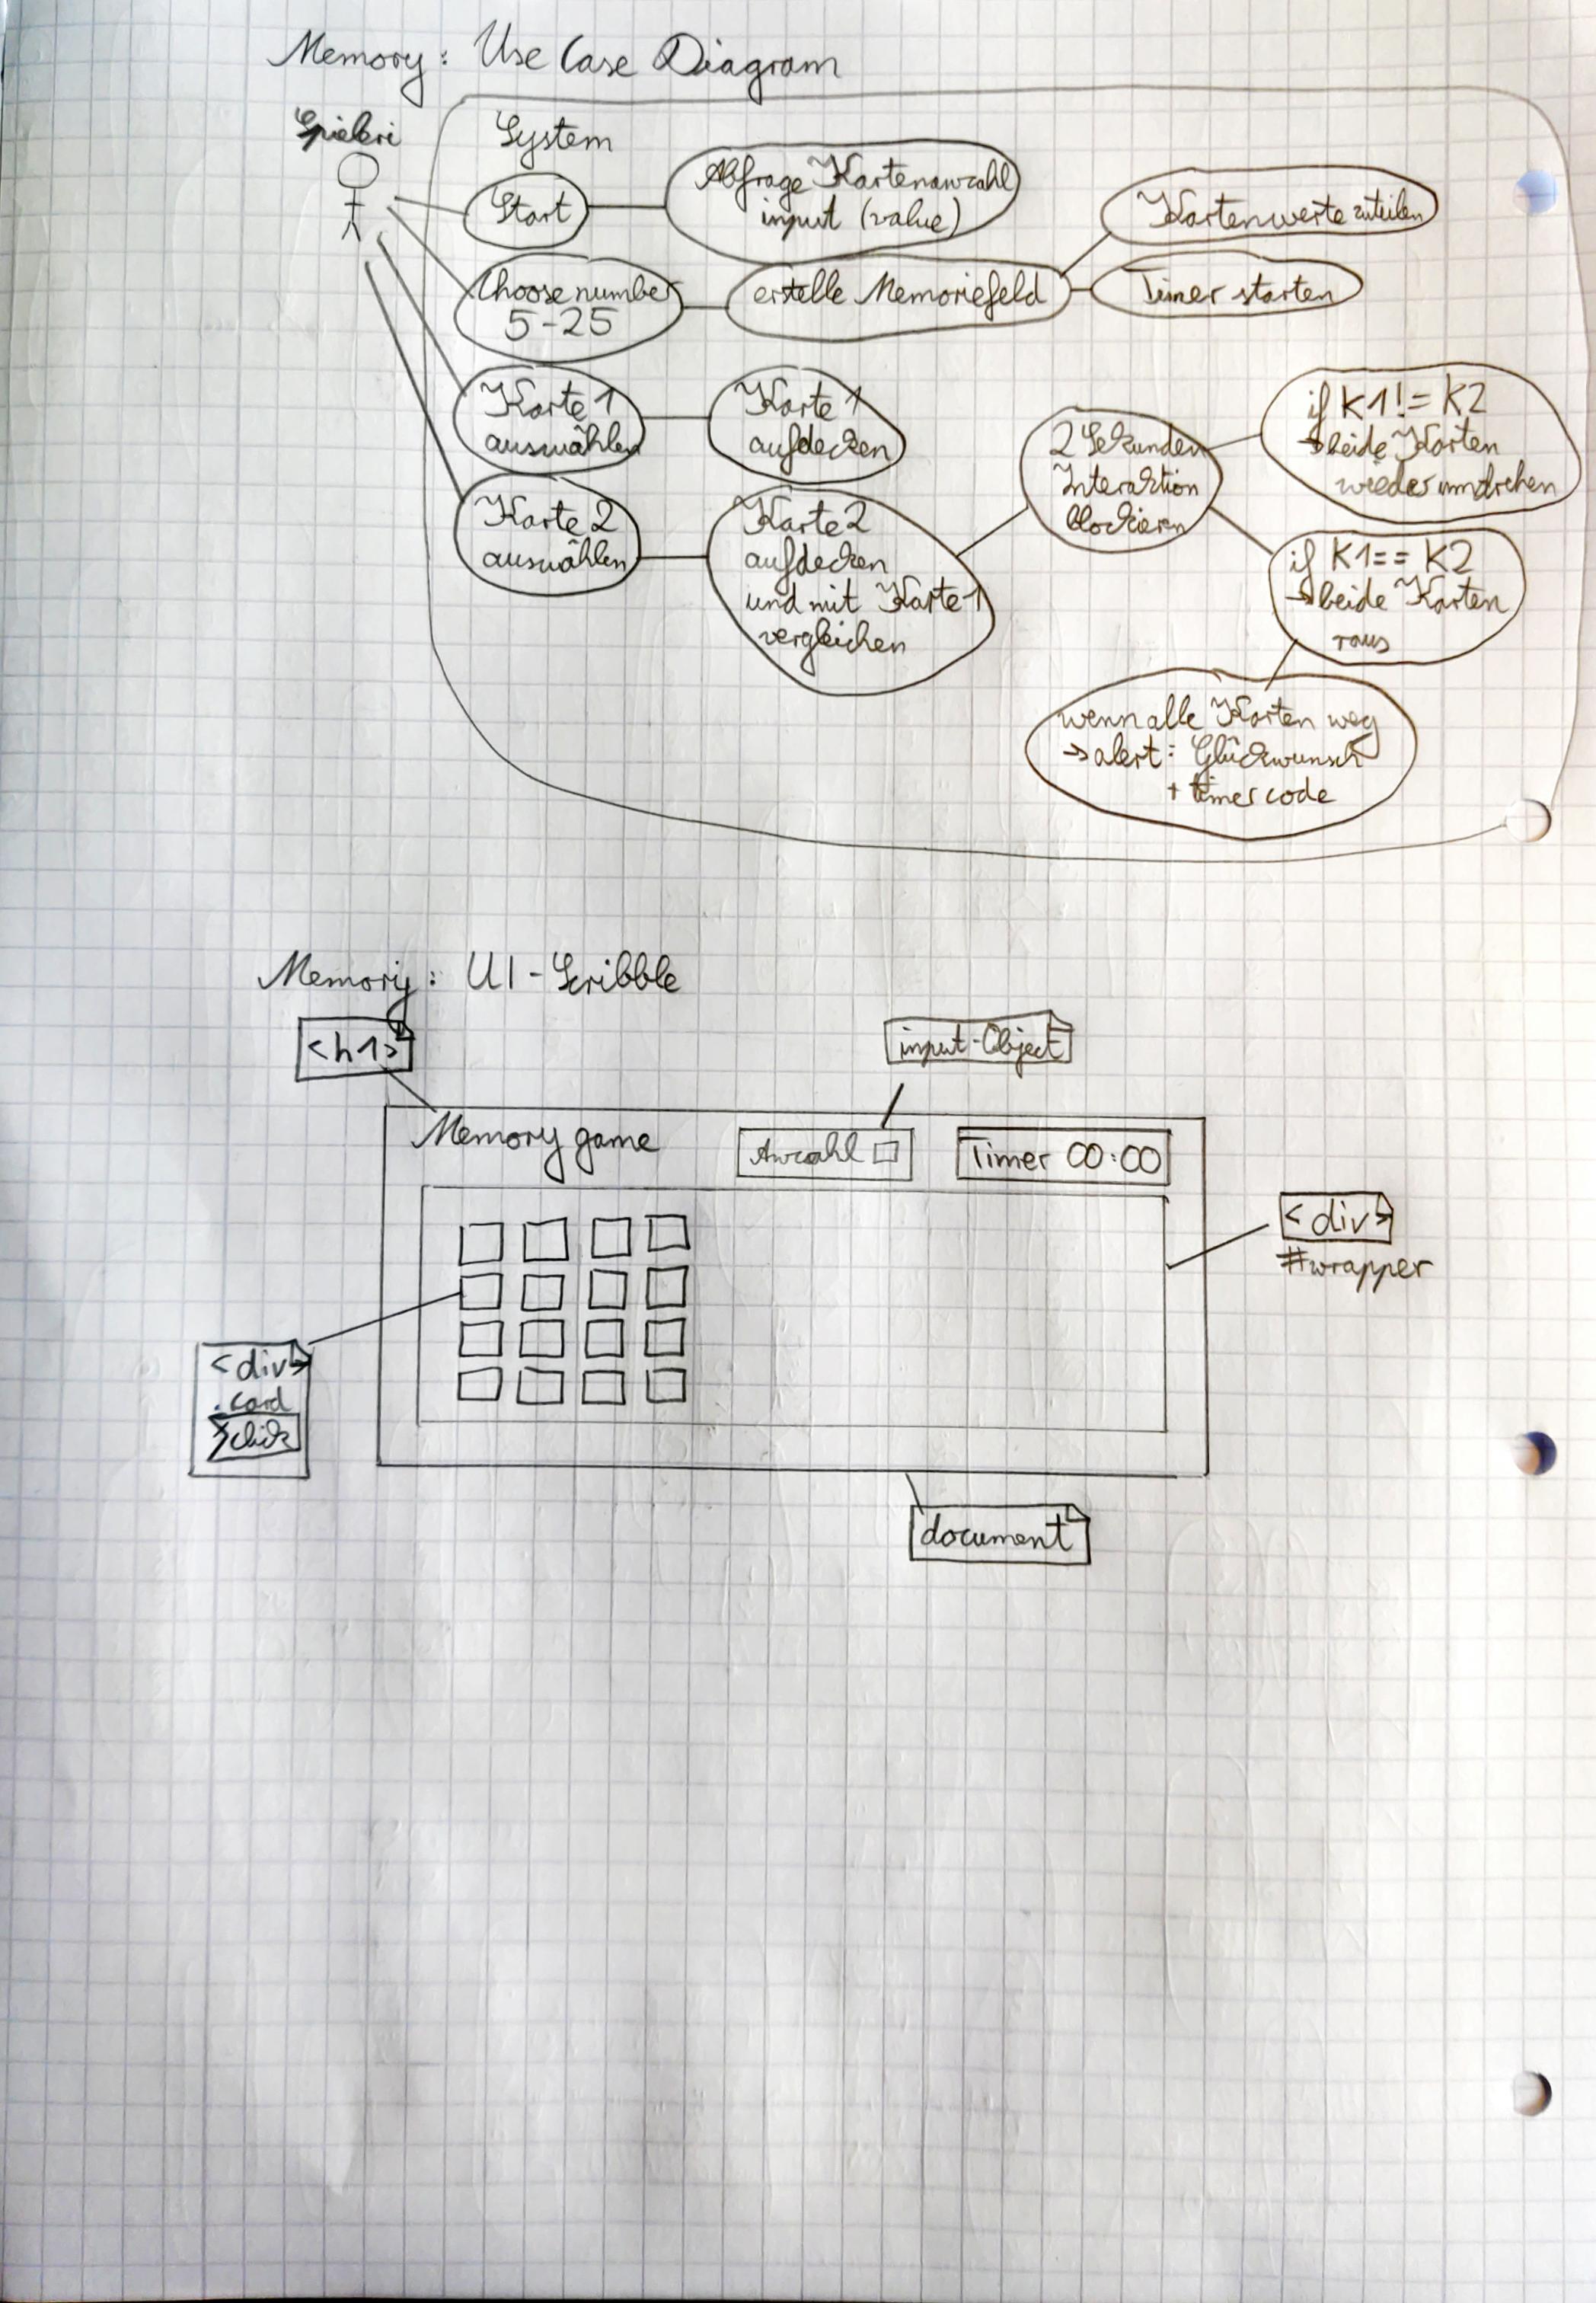 Memory: Use Case Diagram
Spieleri
System
Start
Abfrage Kartenanzahl
input (value)
Kartenwerte zuteilen
Choose number
5-25
erstelle Memoriefeld
Timer starten
Karte 1
auswählen
Karte 1
aufdecken
2 Sekunden
Interaktion
blockieren
if K1 != K2
→ beide Karten
wieder umdrehen
Karte 2
auswählen
Karte 2
aufdecken
und mit Karte 1
vergleichen
if K1 == K2
→ beide Karten
raus
wenn alle Karten weg
→ alert: Glückwunsch
+ timer code
Memory: UI-Scribble
<h1>
input-Object
Memory game
Anzahl
Timer 00:00
<div>
#wrapper
<div>
.card
click
document